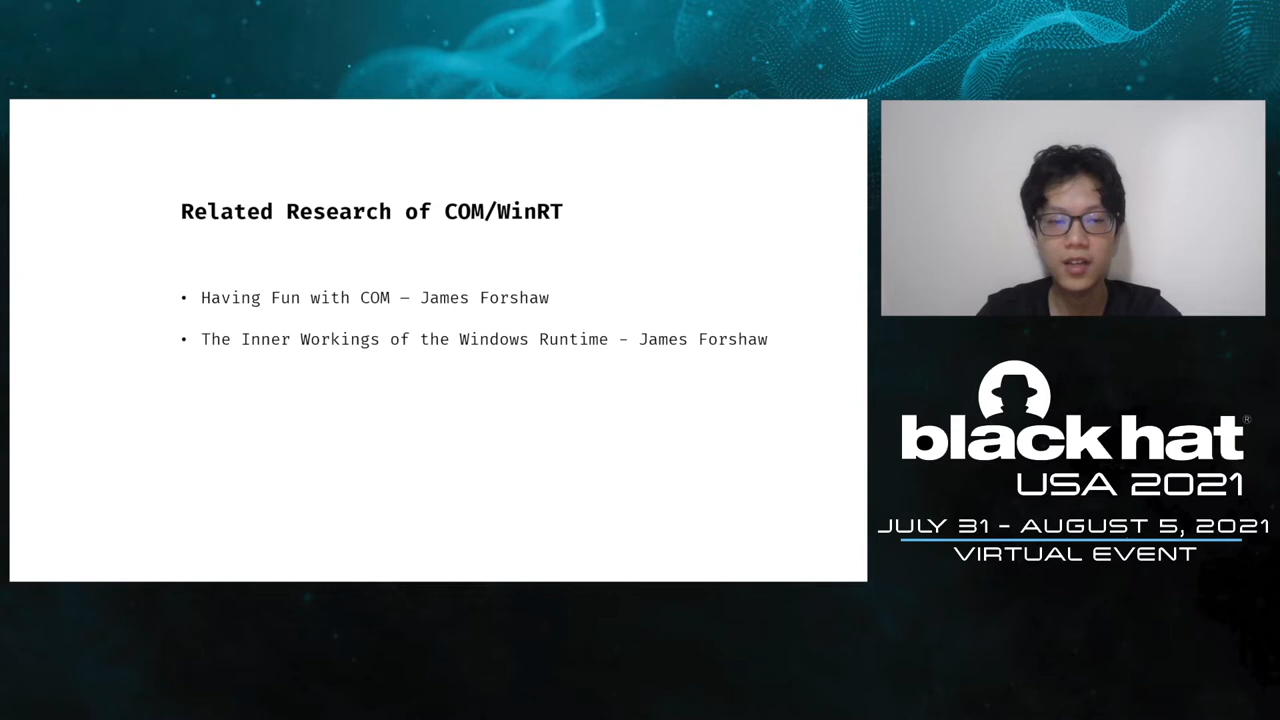 Related Research of COM/WinRT
• Having Fun with COM – James Forshaw
• The Inner Workings of the Windows Runtime - James Forshaw
black hat®
USA 2021
JULY 31 - AUGUST 5, 2021
VIRTUAL EVENT